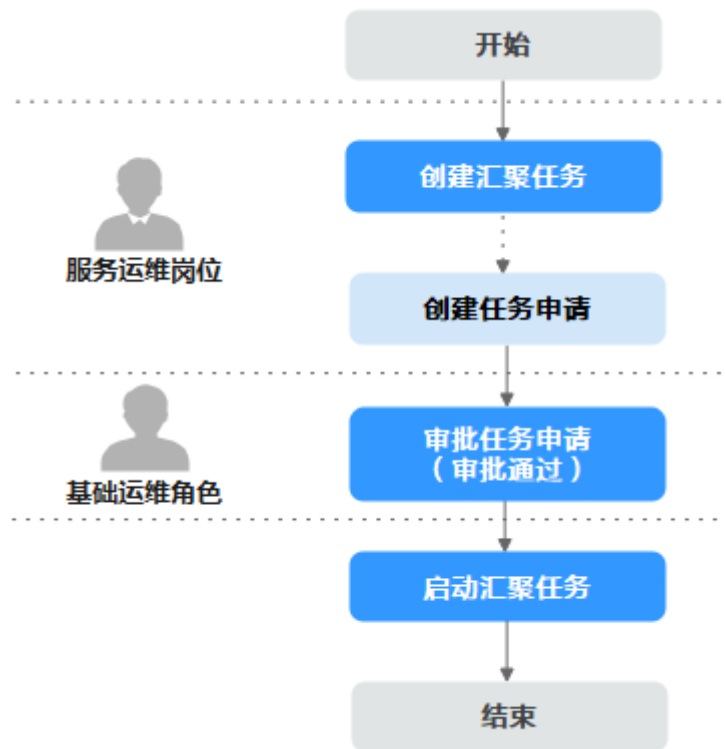 开始
创建汇聚任务
服务运维岗位
创建任务申请
审批任务申请
（审批通过）
基础运维角色
启动汇聚任务
结束